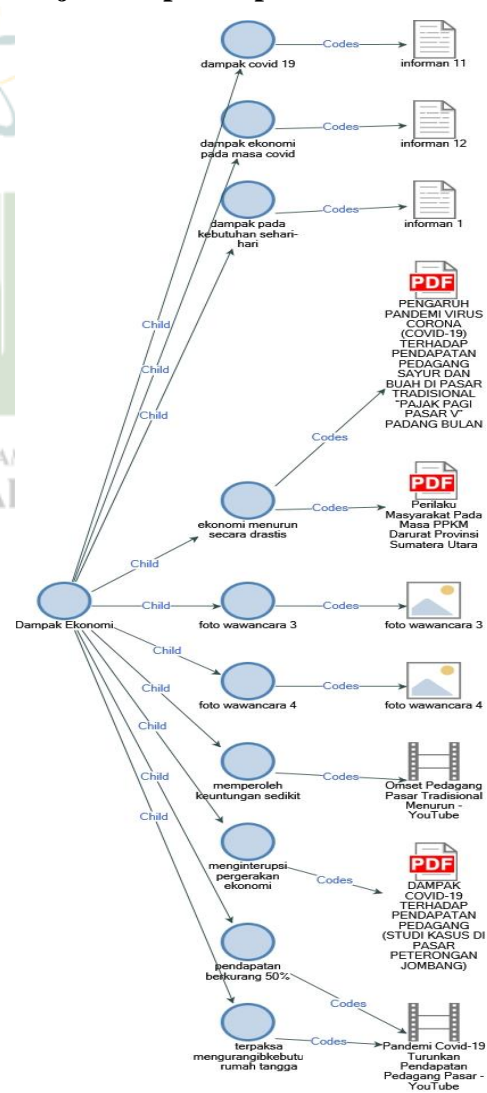 dampak covid 19
Codes
informan 11
dampak ekonomi
pada masa covid
Codes
informan 12
dampak pada
kebutuhan sehari-
hari
Codes
informan 1
Child
Child
Child
PDF
PENGARUH
PANDEMI VIRUS
CORONA
(COVID-19)
TERHADAP
PENDAPATAN
PEDAGANG
SAYUR DAN
BUAH DI PASAR
TRADISIONAL
"PAJAK PAGI
PASAR V"
PADANG BULAN
Codes
ekonomi menurun
secara drastis
Codes
PDF
Perilaku
Masyarakat Pada
Masa PPKM
Darurat Provinsi
Sumatera Utara
Child
Dampak Ekonomi
Child
foto wawancara 3
Codes
foto wawancara 3
Child
foto wawancara 4
Codes
foto wawancara 4
Child
memperoleh
keuntungan sedikit
Codes
Omset Pedagang
Pasar Tradisional
Menurun -
YouTube
Child
menginterupsi
pergerakan
ekonomi
Codes
PDF
DAMPAK
COVID-19
TERHADAP
PENDAPATAN
PEDAGANG
(STUDI KASUS DI
PASAR
PETERONGAN
JOMBANG)
Child
pendapatan
berkurang 50%
Codes
Child
terpaksa
mengurangibkebutu
rumah tangga
Codes
Pandemi Covid-19
Turunkan
Pendapatan
Pedagang Pasar -
YouTube